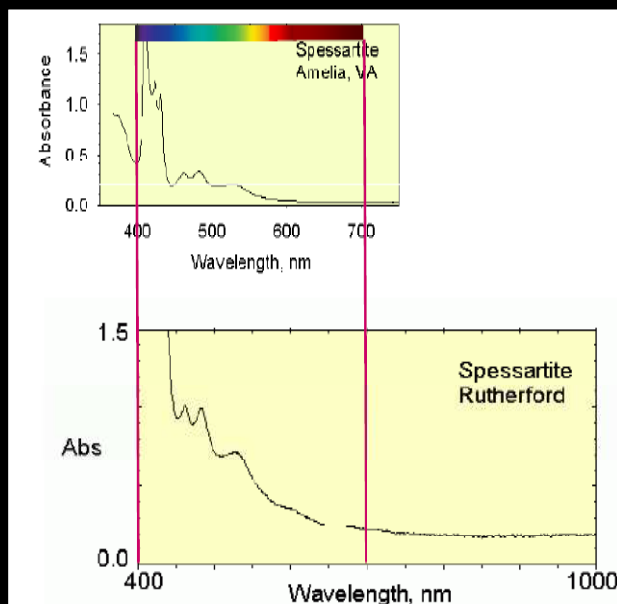 Spessartite
Amelia, VA
Absorbance
1.5
1.0
0.5
0.0
400 500 600 700
Wavelength, nm
1.5
Spessartite
Rutherford
Abs
0.0
400 1000
Wavelength, nm